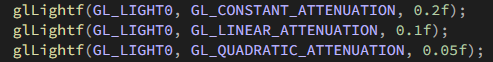 glLightf(GL_LIGHT0, GL_CONSTANT_ATTENUATION, 0.2f);
glLightf(GL_LIGHT0, GL_LINEAR_ATTENUATION, 0.1f);
glLightf(GL_LIGHT0, GL_QUADRATIC_ATTENUATION, 0.05f);